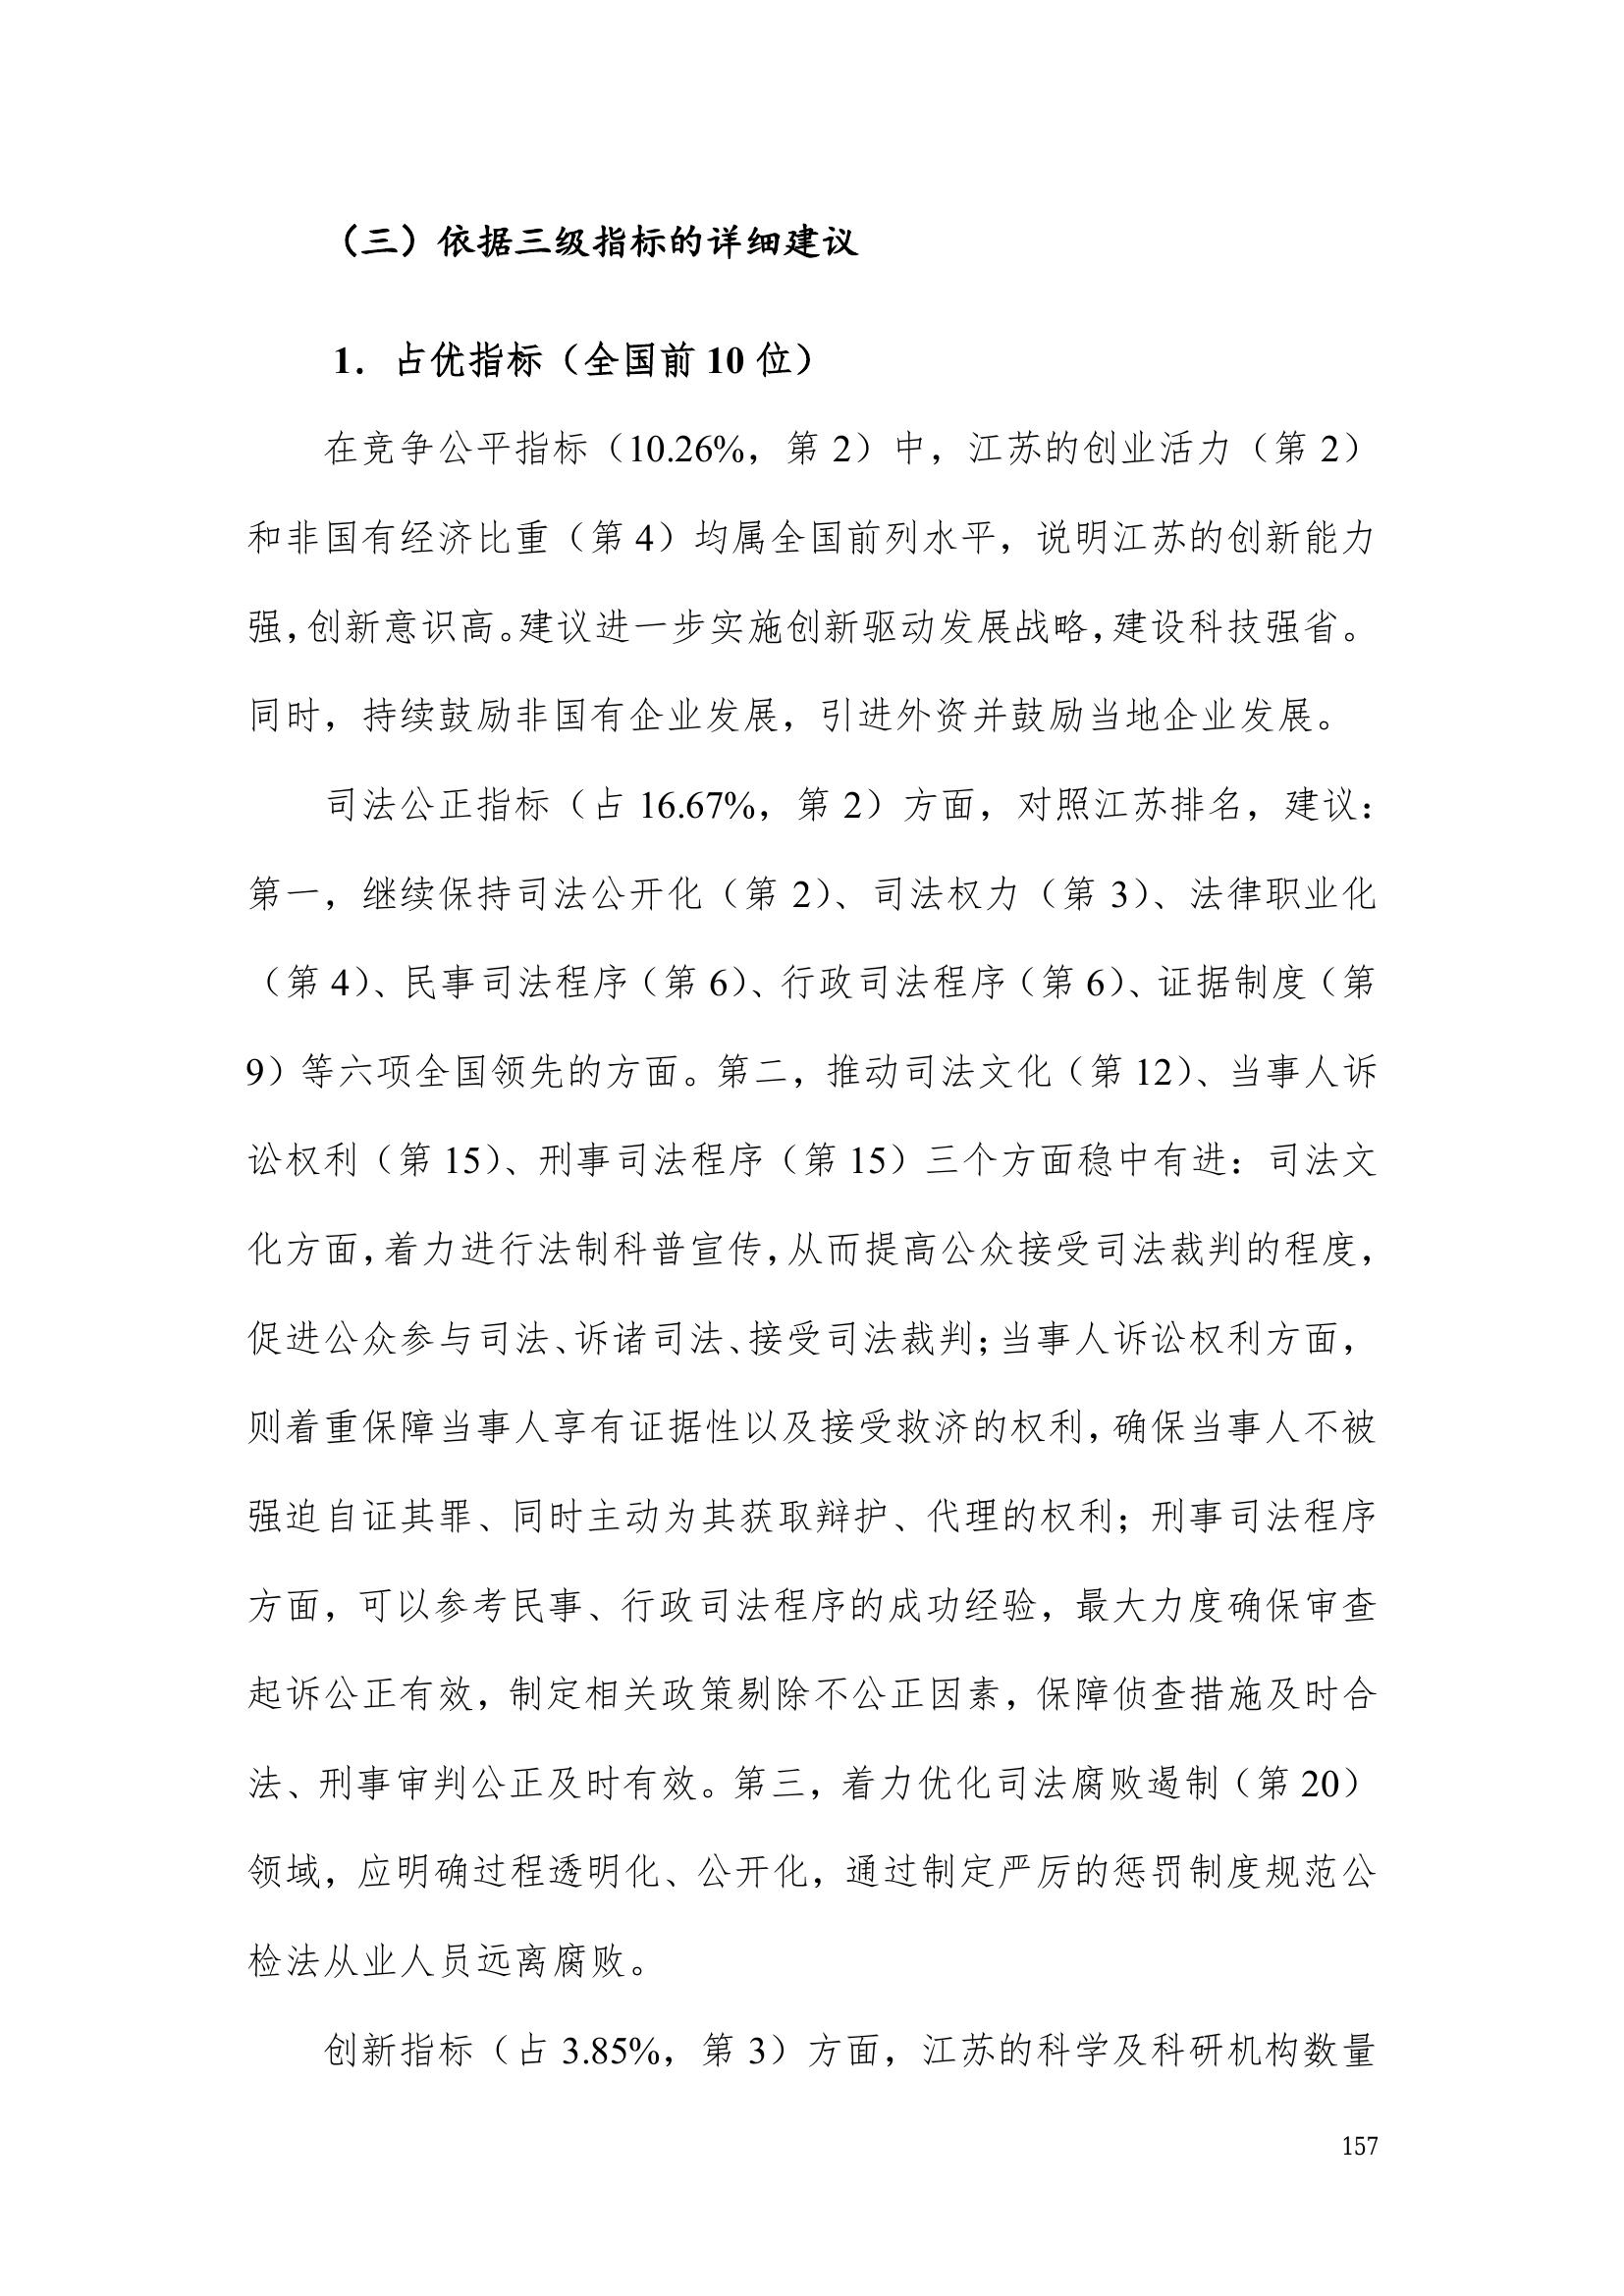 （三）依据三级指标的详细建议
1．占优指标（全国前 10 位）
在竞争公平指标（10.26%，第 2）中，江苏的创业活力（第 2）
和非国有经济比重（第 4）均属全国前列水平，说明江苏的创新能力
强，创新意识高。建议进一步实施创新驱动发展战略，建设科技强省。
同时，持续鼓励非国有企业发展，引进外资并鼓励当地企业发展。
司法公正指标（占 16.67%，第 2）方面，对照江苏排名，建议：
第一，继续保持司法公开化（第 2）、司法权力（第 3）、法律职业化
（第 4）、民事司法程序（第 6）、行政司法程序（第 6）、证据制度（第
9）等六项全国领先的方面。第二，推动司法文化（第 12）、当事人诉
讼权利（第 15）、刑事司法程序（第 15）三个方面稳中有进：司法文
化方面，着力进行法制科普宣传，从而提高公众接受司法裁判的程度，
促进公众参与司法、诉诸司法、接受司法裁判；当事人诉讼权利方面，
则着重保障当事人享有证据性以及接受救济的权利，确保当事人不被
强迫自证其罪、同时主动为其获取辩护、代理的权利；刑事司法程序
方面，可以参考民事、行政司法程序的成功经验，最大力度确保审查
起诉公正有效，制定相关政策剔除不公正因素，保障侦查措施及时合
法、刑事审判公正及时有效。第三，着力优化司法腐败遏制（第 20）
领域，应明确过程透明化、公开化，通过制定严厉的惩罚制度规范公
检法从业人员远离腐败。
创新指标（占 3.85%，第 3）方面，江苏的科学及科研机构数量
157